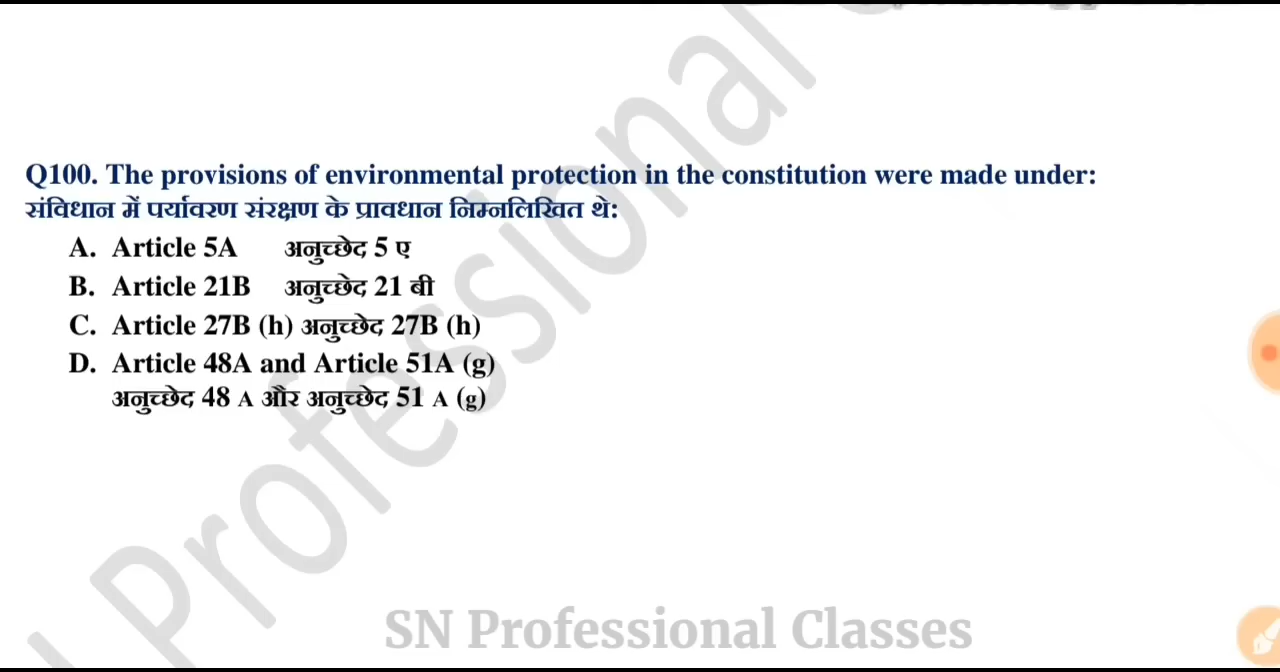 Q100. The provisions of environmental protection in the constitution were made under:
संविधान में पर्यावरण संरक्षण के प्रावधान निम्नलिखित थे:
A. Article 5A अनुच्छेद 5 ए
B. Article 21B अनुच्छेद 21 बी
C. Article 27B (h) अनुच्छेद 27B (h)
D. Article 48A and Article 51A (g)
अनुच्छेद 48 A और अनुच्छेद 51 A (g)
Professional
SN Professional Classes